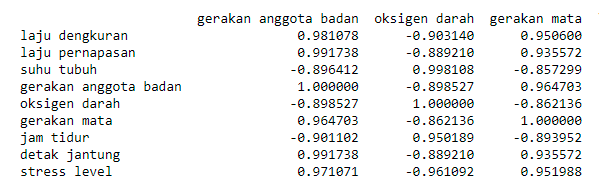 gerakan anggota badan oksigen darah gerakan mata
laju dengkuran 0.981078 -0.903140 0.950600
laju pernapasan 0.991738 -0.889210 0.935572
suhu tubuh -0.896412 0.998108 -0.857299
gerakan anggota badan 1.000000 -0.898527 0.964703
oksigen darah -0.898527 1.000000 -0.862136
gerakan mata 0.964703 -0.862136 1.000000
jam tidur -0.901102 0.950189 -0.893952
detak jantung 0.991738 -0.889210 0.935572
stress level 0.971071 -0.961092 0.951988